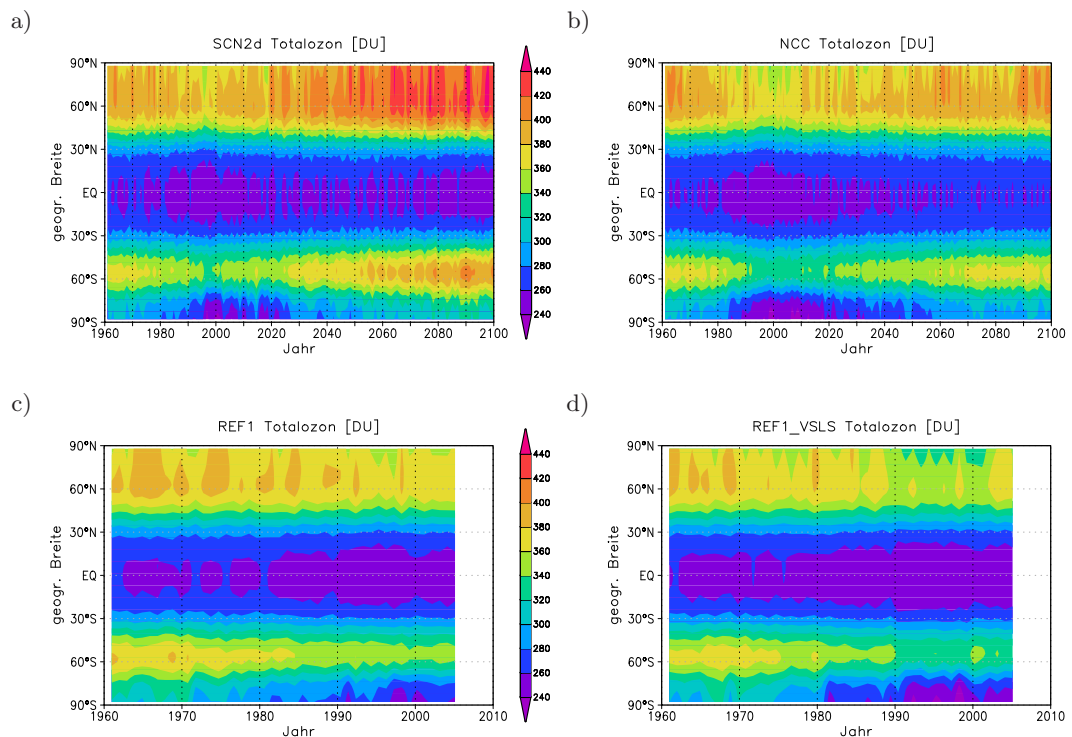 a)
SCN2d Totalozon [DU]
90°N
60°N
30°N
EQ
30°S
60°S
90°S
geogr. Breite
1960 1980 2000 2020 2040 2060 2080 2100
Jahr
440
420
400
380
360
340
320
300
280
260
240
b)
NCC Totalozon [DU]
90°N
60°N
30°N
EQ
30°S
60°S
90°S
geogr. Breite
1960 1980 2000 2020 2040 2060 2080 2100
Jahr
c)
REF1 Totalozon [DU]
90°N
60°N
30°N
EQ
30°S
60°S
90°S
geogr. Breite
1960 1970 1980 1990 2000 2010
Jahr
440
420
400
380
360
340
320
300
280
260
240
d)
REF1_VSLS Totalozon [DU]
90°N
60°N
30°N
EQ
30°S
60°S
90°S
geogr. Breite
1960 1970 1980 1990 2000 2010
Jahr